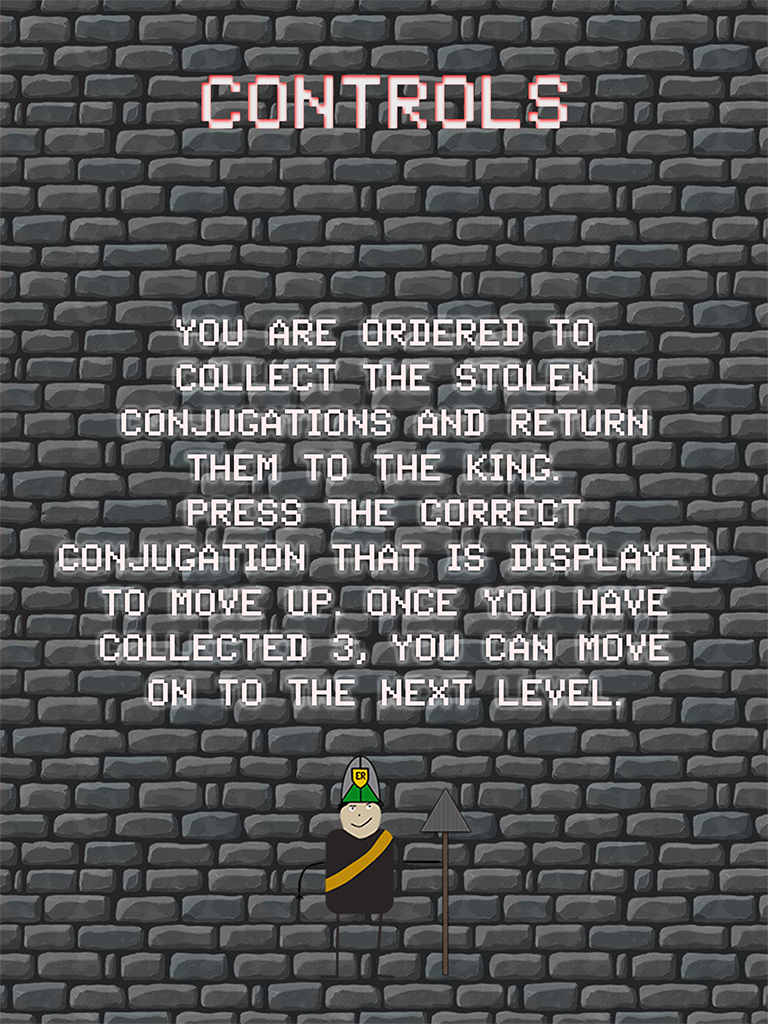 CONTROLS
YOU ARE ORDERED TO
COLLECT THE STOLEN
CONJUGATIONS AND RETURN
THEM TO THE KING.
PRESS THE CORRECT
CONJUGATION THAT IS DISPLAYED
TO MOVE UP. ONCE YOU HAVE
COLLECTED 3, YOU CAN MOVE
ON TO THE NEXT LEVEL.
ER